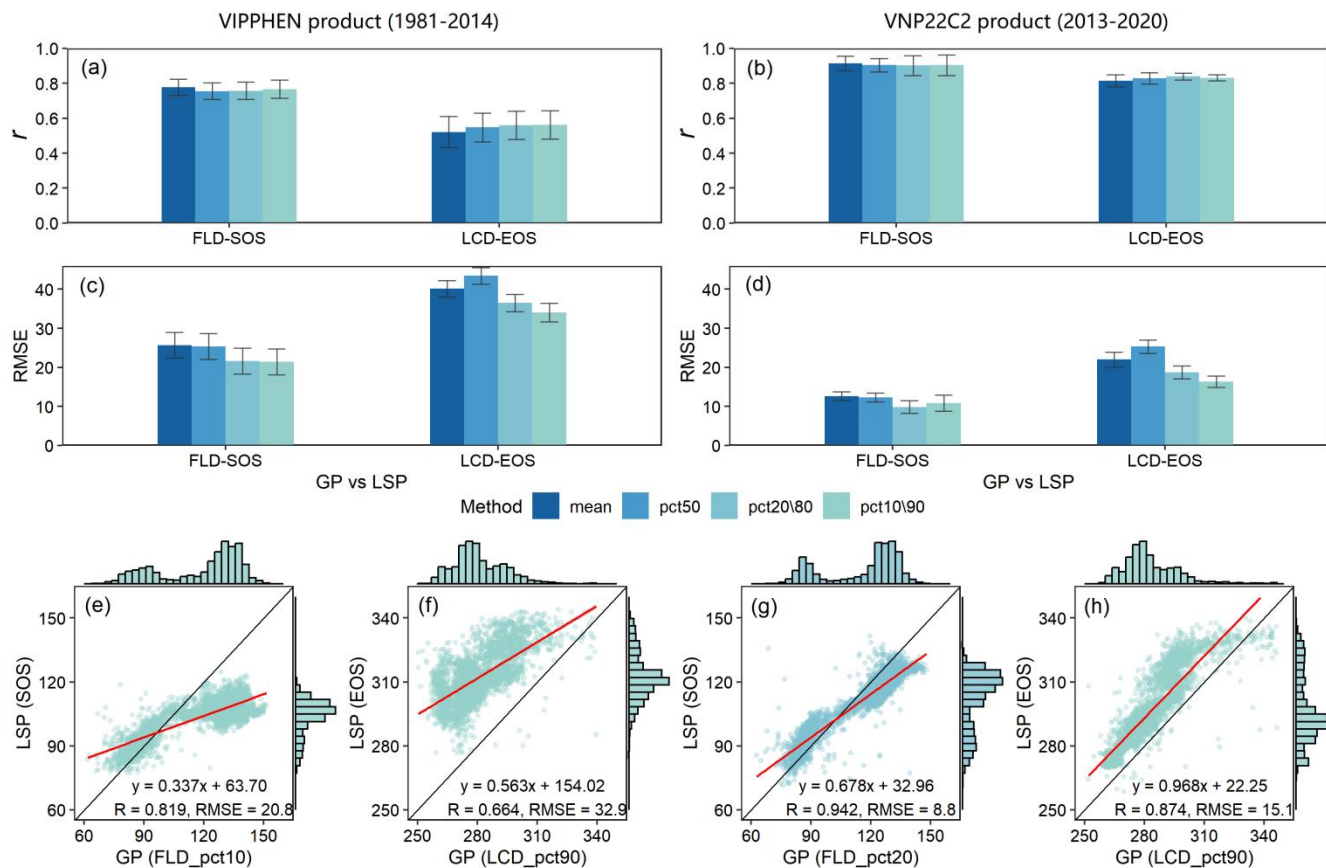 VIPPHEN product (1981-2014)
VNP22C2 product (2013-2020)
(a)
r
1.0
0.8
0.6
0.4
0.2
0.0
FLD-SOS LCD-EOS
(b)
r
1.0
0.8
0.6
0.4
0.2
0.0
FLD-SOS LCD-EOS
(c)
RMSE
40
30
20
10
0
FLD-SOS LCD-EOS
GP vs LSP
(d)
RMSE
40
30
20
10
0
FLD-SOS LCD-EOS
GP vs LSP
Method mean pct50 pct20\80 pct10\90
(e)
LSP (SOS)
150
120
90
60
y = 0.337x + 63.70
R = 0.819, RMSE = 20.8
60 90 120 150
GP (FLD_pct10)
(f)
LSP (EOS)
340
310
280
250
y = 0.563x + 154.02
R = 0.664, RMSE = 32.9
250 280 310 340
GP (LCD_pct90)
(g)
LSP (SOS)
150
120
90
60
y = 0.678x + 32.96
R = 0.942, RMSE = 8.8
60 90 120 150
GP (FLD_pct20)
(h)
LSP (EOS)
340
310
280
250
y = 0.968x + 22.25
R = 0.874, RMSE = 15.1
250 280 310 340
GP (LCD_pct90)